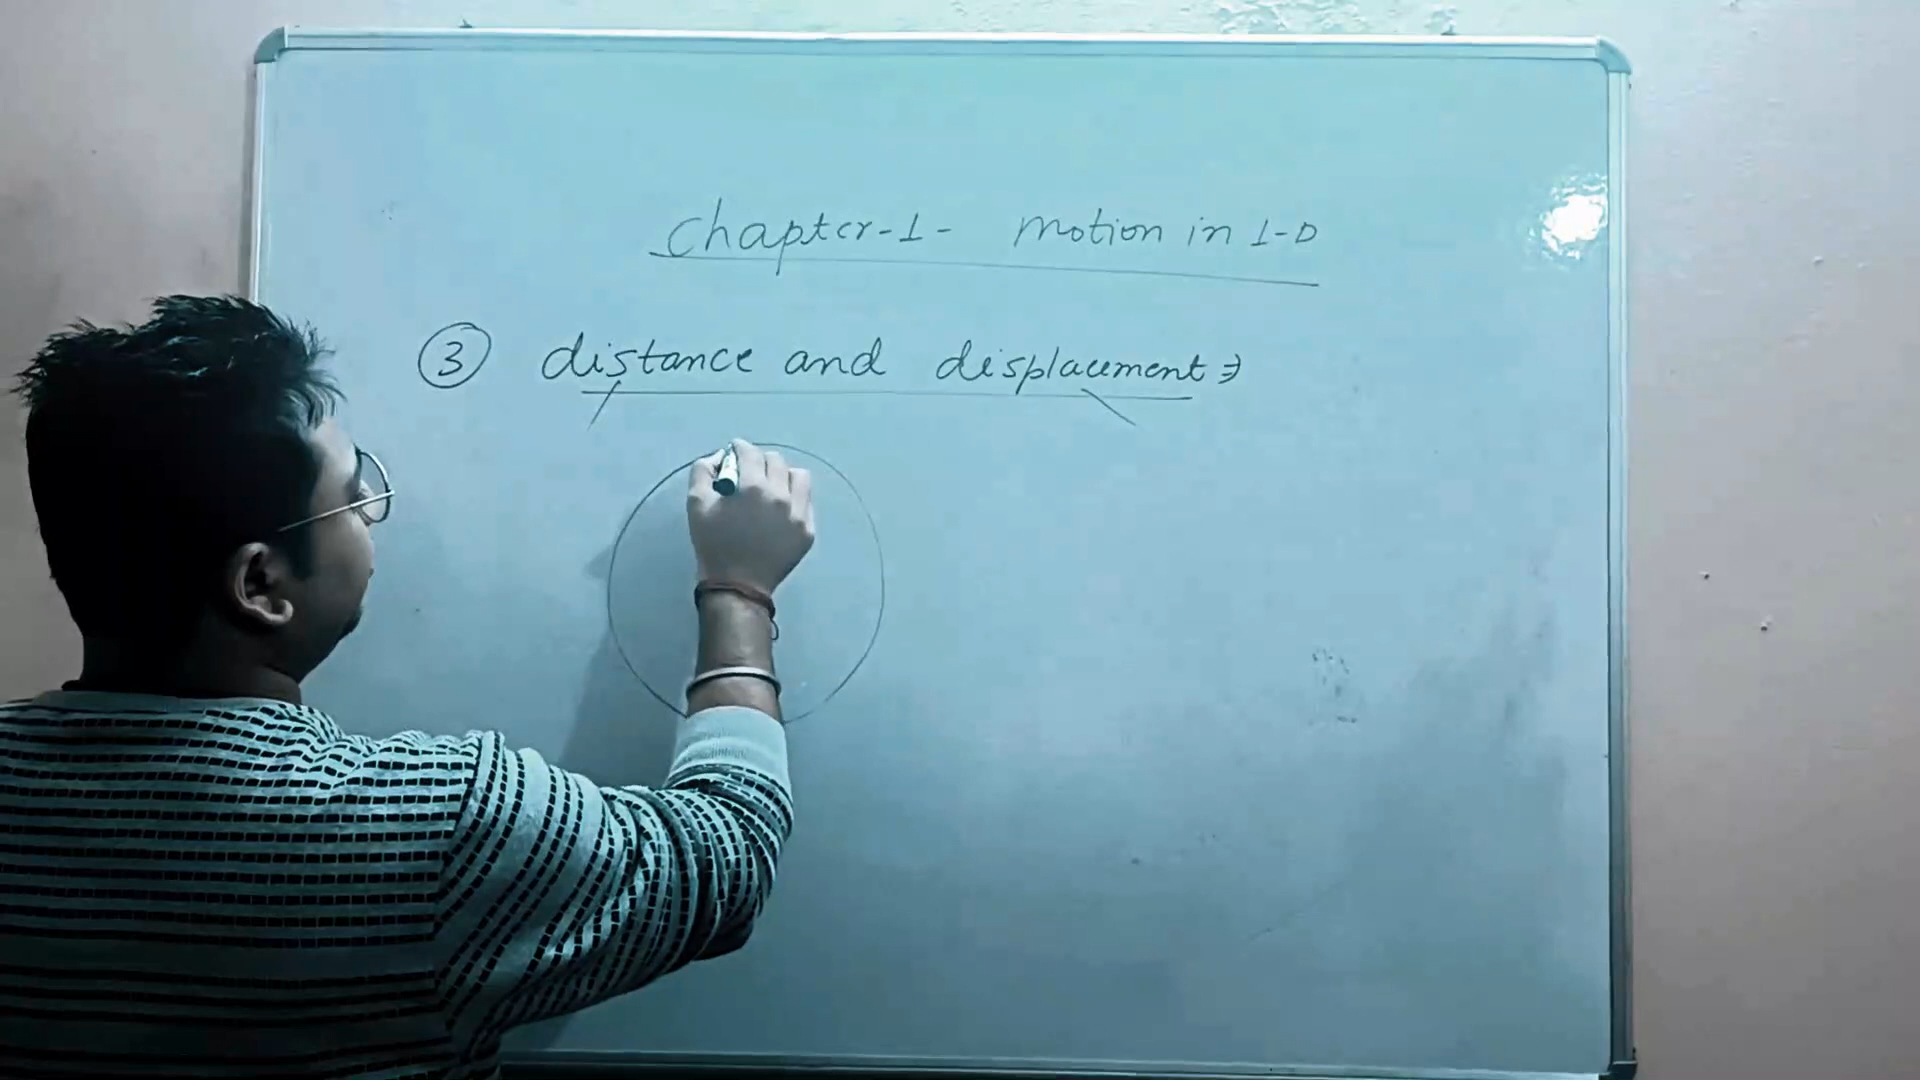 Chapter-1- Motion in 1-D
③ distance and displacement ⇒